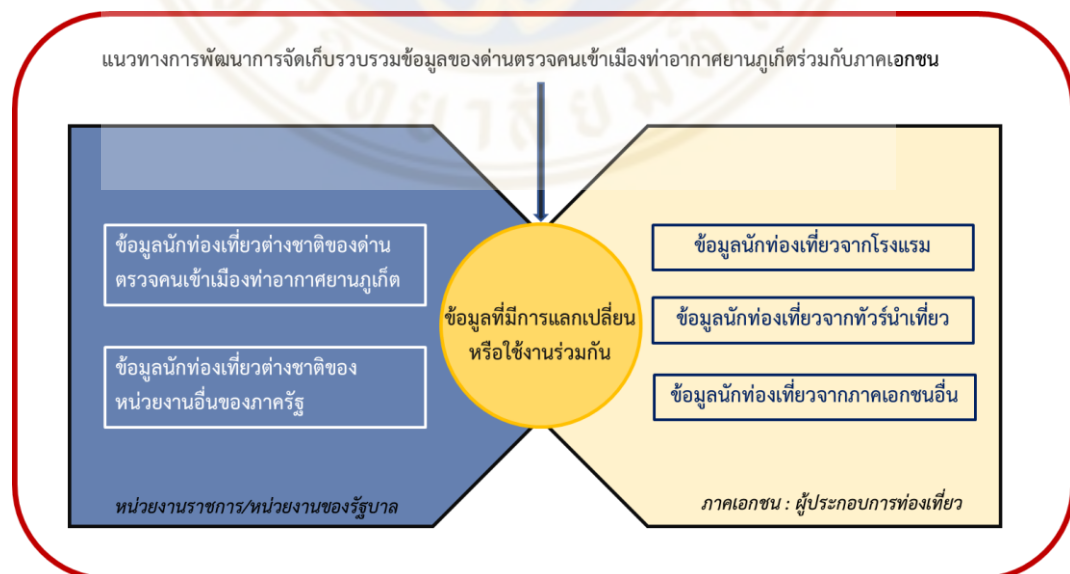 แนวทางการพัฒนาการจัดเก็บรวบรวมข้อมูลของด่านตรวจคนเข้าเมืองท่าอากาศยานภูเก็ตร่วมกับภาคเอกชน
ข้อมูลนักท่องเที่ยวต่างชาติของด่าน
ตรวจคนเข้าเมืองท่าอากาศยานภูเก็ต
ข้อมูลนักท่องเที่ยวต่างชาติของ
หน่วยงานอื่นของภาครัฐ
หน่วยงานราชการ/หน่วยงานของรัฐบาล
ข้อมูลที่มีการแลกเปลี่ยน
หรือใช้งานร่วมกัน
ข้อมูลนักท่องเที่ยวจากโรงแรม
ข้อมูลนักท่องเที่ยวจากทัวร์นำเที่ยว
ข้อมูลนักท่องเที่ยวจากภาคเอกชนอื่น
ภาคเอกชน : ผู้ประกอบการท่องเที่ยว